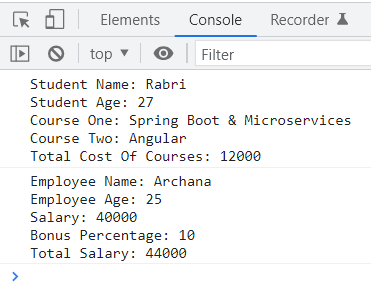 Elements Console Recorder
top Filter
Student Name: Rabri
Student Age: 27
Course One: Spring Boot & Microservices
Course Two: Angular
Total Cost Of Courses: 12000
Employee Name: Archana
Employee Age: 25
Salary: 40000
Bonus Percentage: 10
Total Salary: 44000